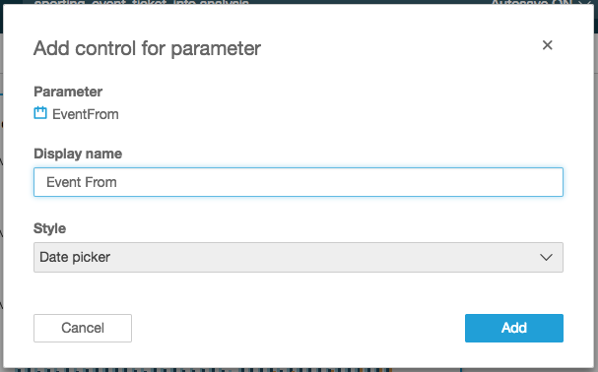 sporting_event_ticket_info analysis
Autosave ON
Add control for parameter
Parameter
EventFrom
Display name
Event From
Style
Date picker
Cancel
Add